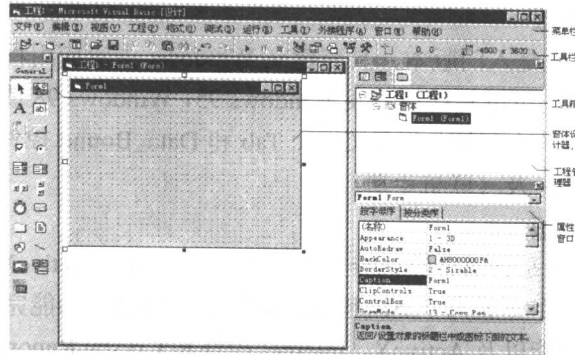 工程1 - Microsoft Visual Basic [设计]
文件(F) 编辑(E) 视图(V) 工程(P) 格式(O) 调试(D) 运行(R) 工具(T) 外接程序(A) 窗口(W) 帮助(H)
菜单栏
0, 0 4800 x 3600
工具栏
General
工程1 - Form1 (Form)
Form1
工程1 (工程1)
窗体
Form1 (Form1)
工具箱
窗体设
计器
工程管
理器
Form1 Form
按字母序 按分类序
(名称) Form1
Appearance 1 - 3D
AutoRedraw False
BackColor &H8000000F&
BorderStyle 2 - Sizable
Caption Form1
ClipControls True
ControlBox True
DrawMode 13 - Copy Pen
属性
窗口
Caption
返回/设置对象的标题栏中或图标下面的文本。